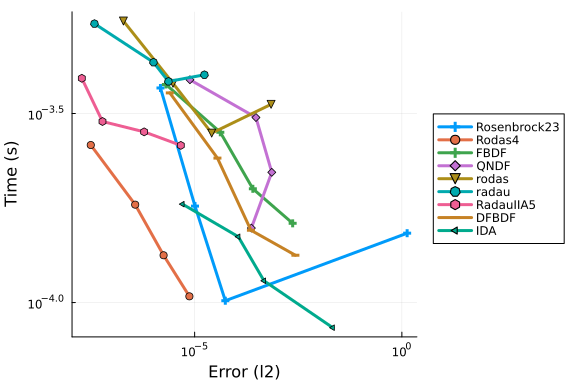 Time (s)
10^-3.5
10^-4.0
10^-5
10^0
Error (l2)
Rosenbrock23
Rodas4
FBDF
QNDF
rodas
radau
RadauIIA5
DFBDF
IDA